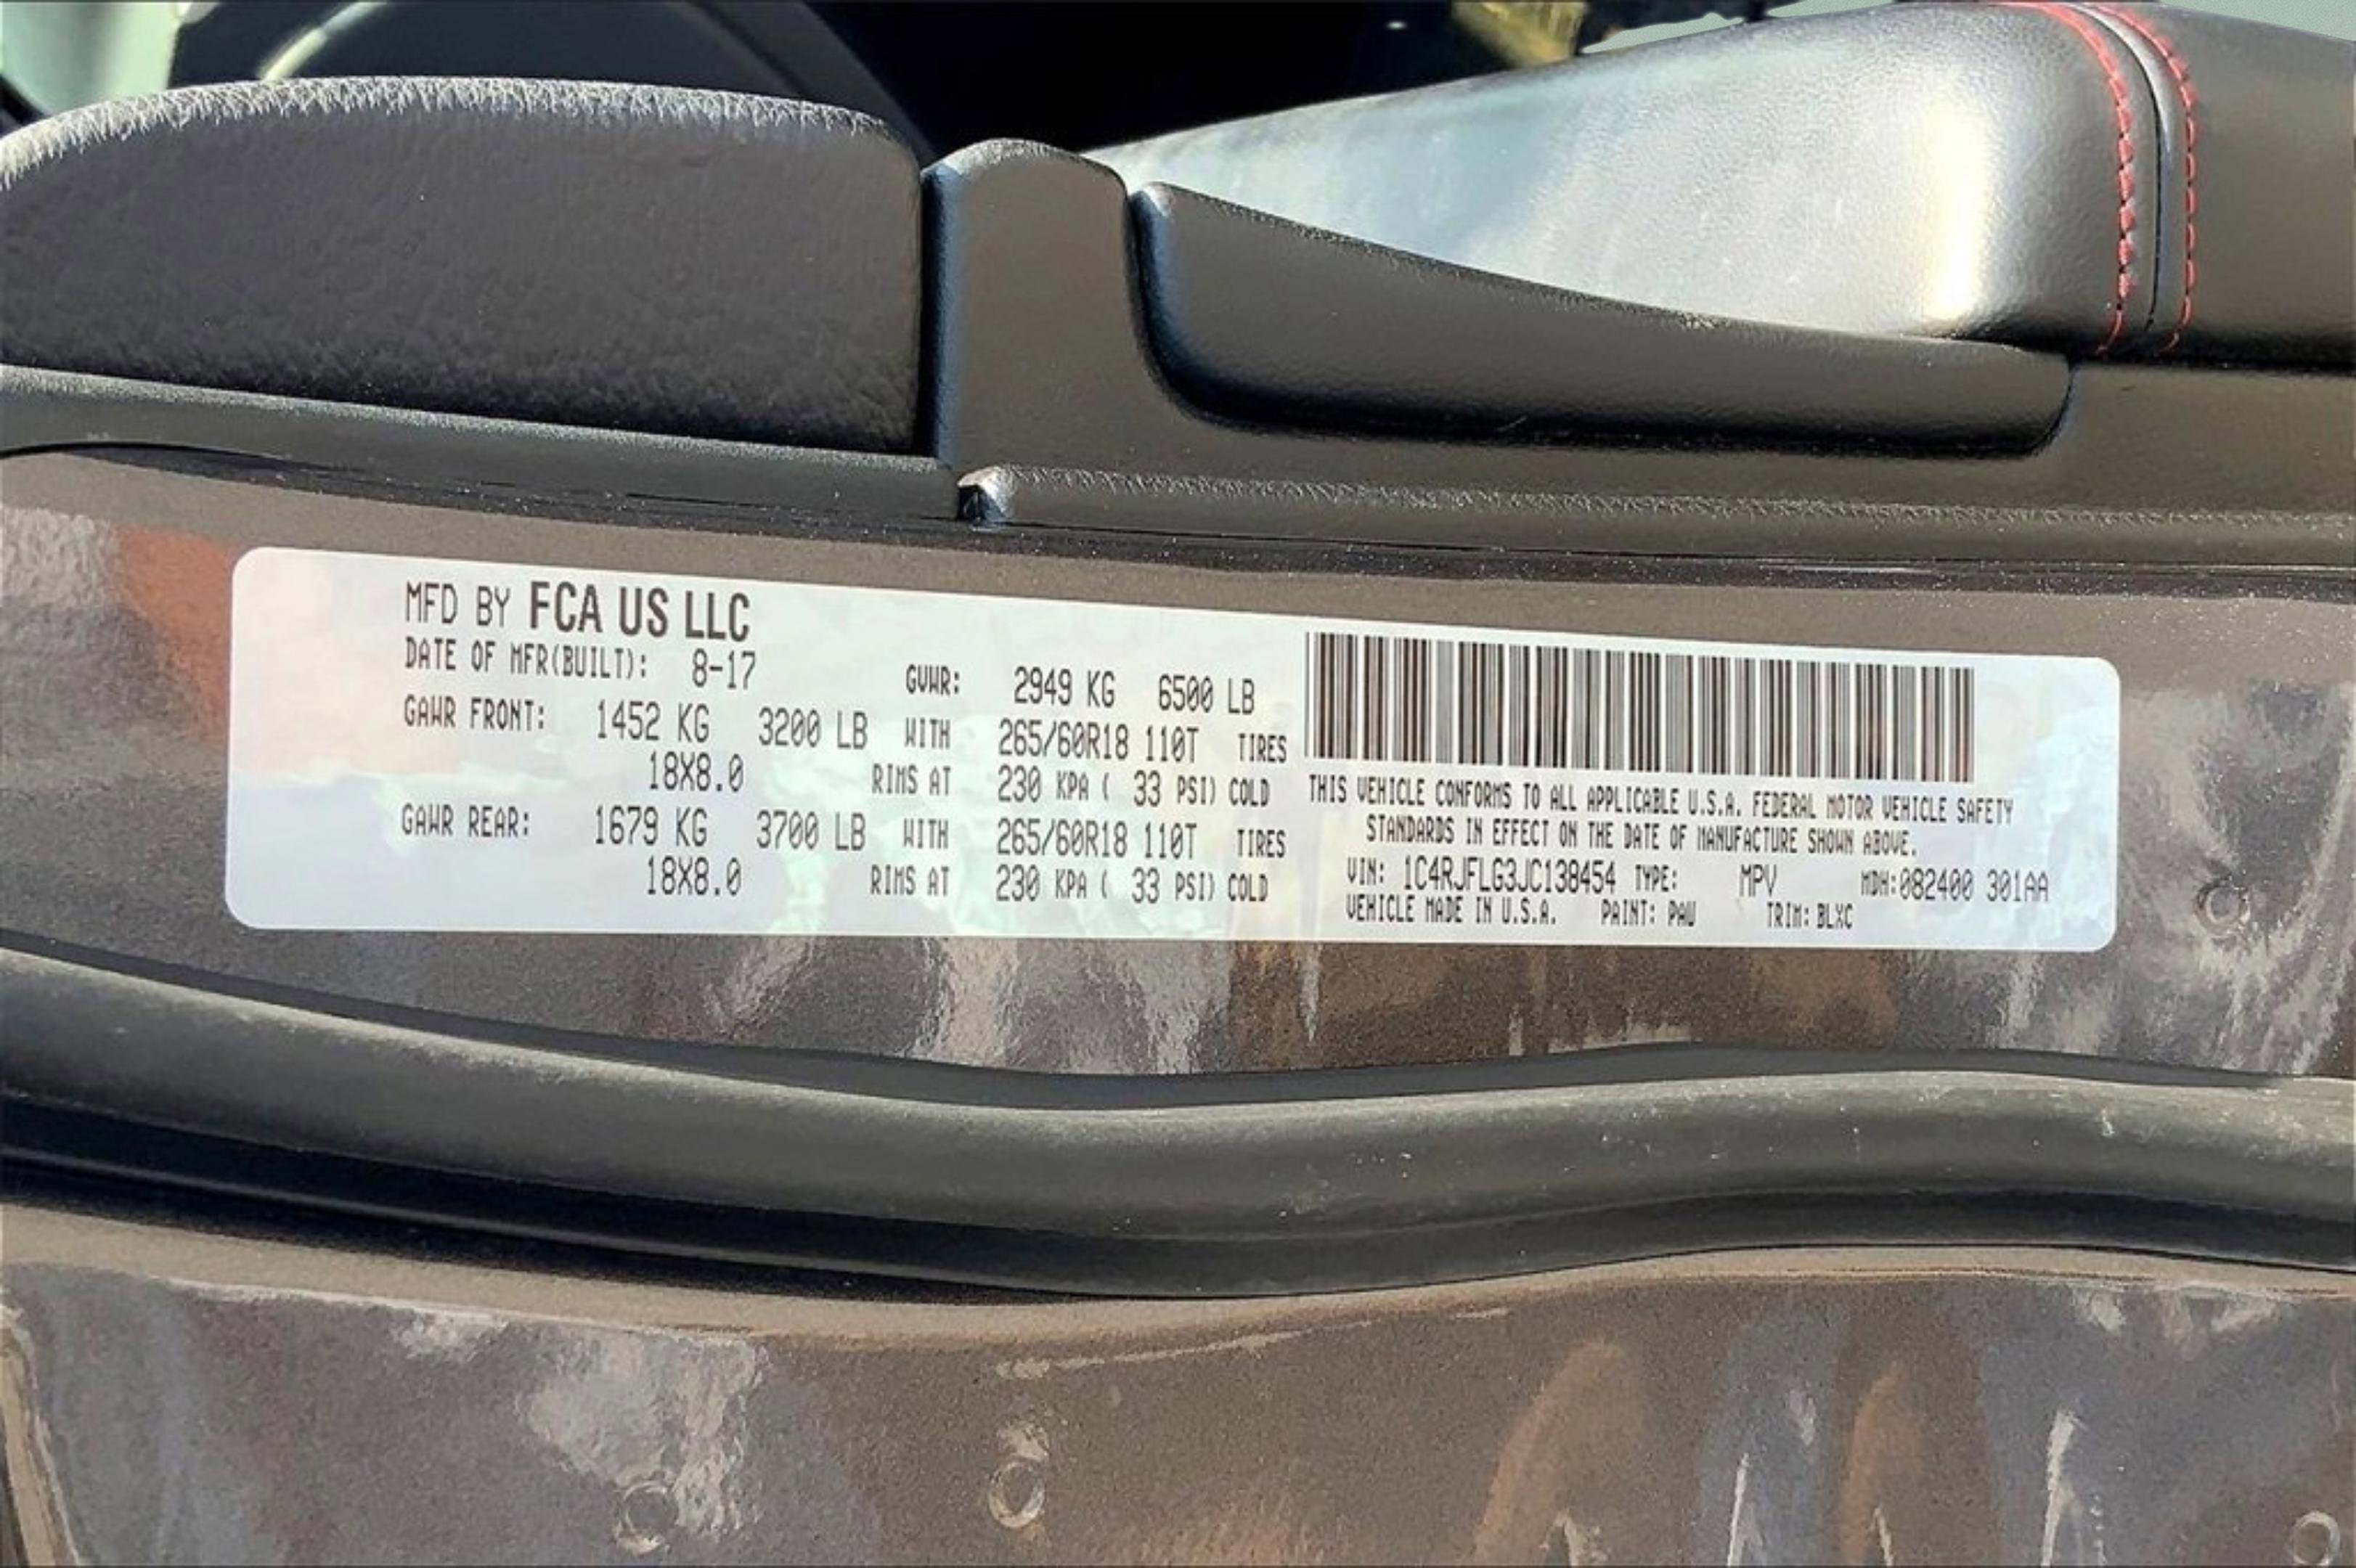 MFD BY FCA US LLC
DATE OF MFR(BUILT): 8-17 GVWR: 2949 KG 6500 LB
GAWR FRONT: 1452 KG 3200 LB WITH 265/60R18 110T TIRES
18X8.0 RIMS AT 230 KPA ( 33 PSI) COLD
GAWR REAR: 1679 KG 3700 LB WITH 265/60R18 110T TIRES
18X8.0 RIMS AT 230 KPA ( 33 PSI) COLD
THIS VEHICLE CONFORMS TO ALL APPLICABLE U.S.A. FEDERAL MOTOR VEHICLE SAFETY
STANDARDS IN EFFECT ON THE DATE OF MANUFACTURE SHOWN ABOVE.
VIN: 1C4RJFLG3JC138454 TYPE: MPV MDH:082400 301AA
VEHICLE MADE IN U.S.A. PAINT: PAU TRIM: BLXC